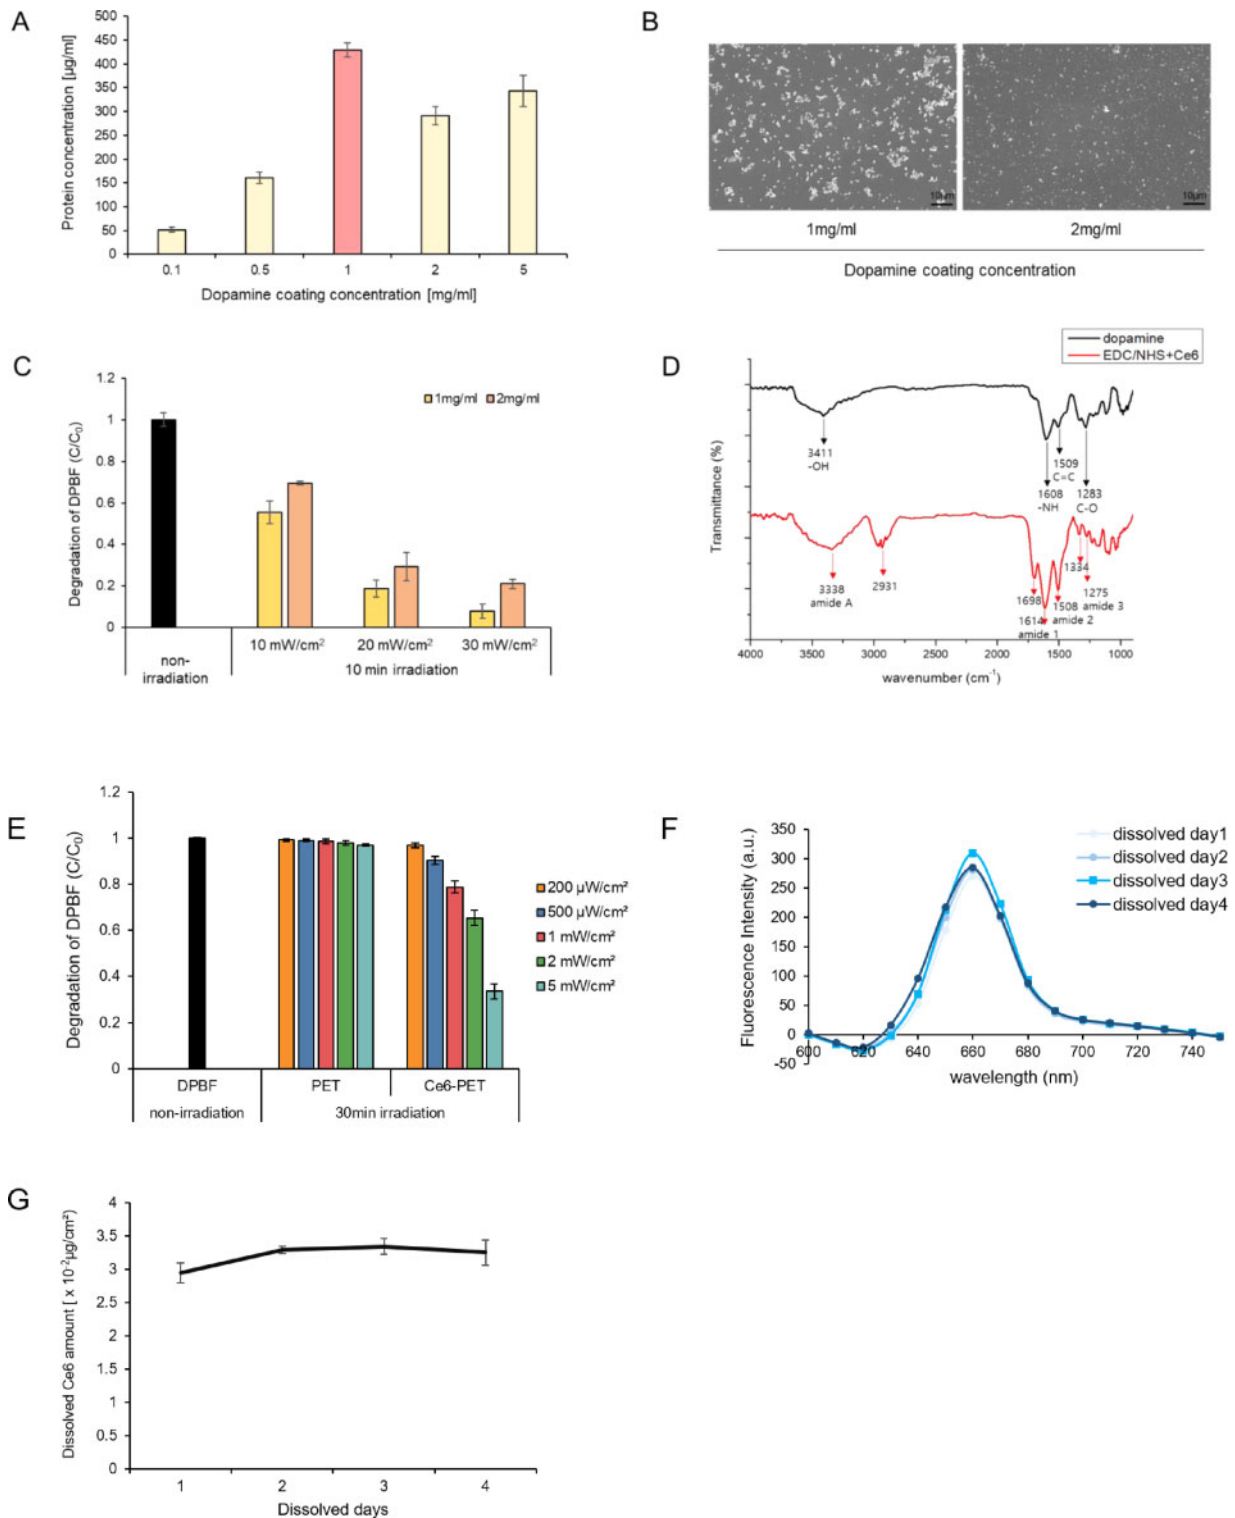 A
Protein concentration [µg/ml]
500
450
400
350
300
250
200
150
100
50
0
0.1 0.5 1 2 5
Dopamine coating concentration [mg/ml]
B
10µm 10µm
1mg/ml 2mg/ml
Dopamine coating concentration
C
Degradation of DPBF (C/C₀)
1.2
1
0.8
0.6
0.4
0.2
0
1mg/ml 2mg/ml
10 mW/cm² 20 mW/cm² 30 mW/cm²
non-irradiation 10 min irradiation
D
dopamine
EDC/NHS+Ce6
Transmittance (%)
3411
-OH
1509
C=C
1608
-NH
1283
C-O
3338
amide A
2931
1698
1614
amide 1
1508
amide 2
1334
1275
amide 3
4000 3500 3000 2500 2000 1500 1000
wavenumber (cm⁻¹)
E
Degradation of DPBF (C/C₀)
1.2
1
0.8
0.6
0.4
0.2
0
200 µW/cm²
500 µW/cm²
1 mW/cm²
2 mW/cm²
5 mW/cm²
DPBF PET Ce6-PET
non-irradiation 30min irradiation
F
Fluorescence Intensity (a.u.)
350
300
250
200
150
100
50
0
-50
600 620 640 660 680 700 720 740
wavelength (nm)
dissolved day1
dissolved day2
dissolved day3
dissolved day4
G
Dissolved Ce6 amount [ x 10⁻²µg/cm²)
4
3.5
3
2.5
2
1.5
1
0.5
0
1 2 3 4
Dissolved days